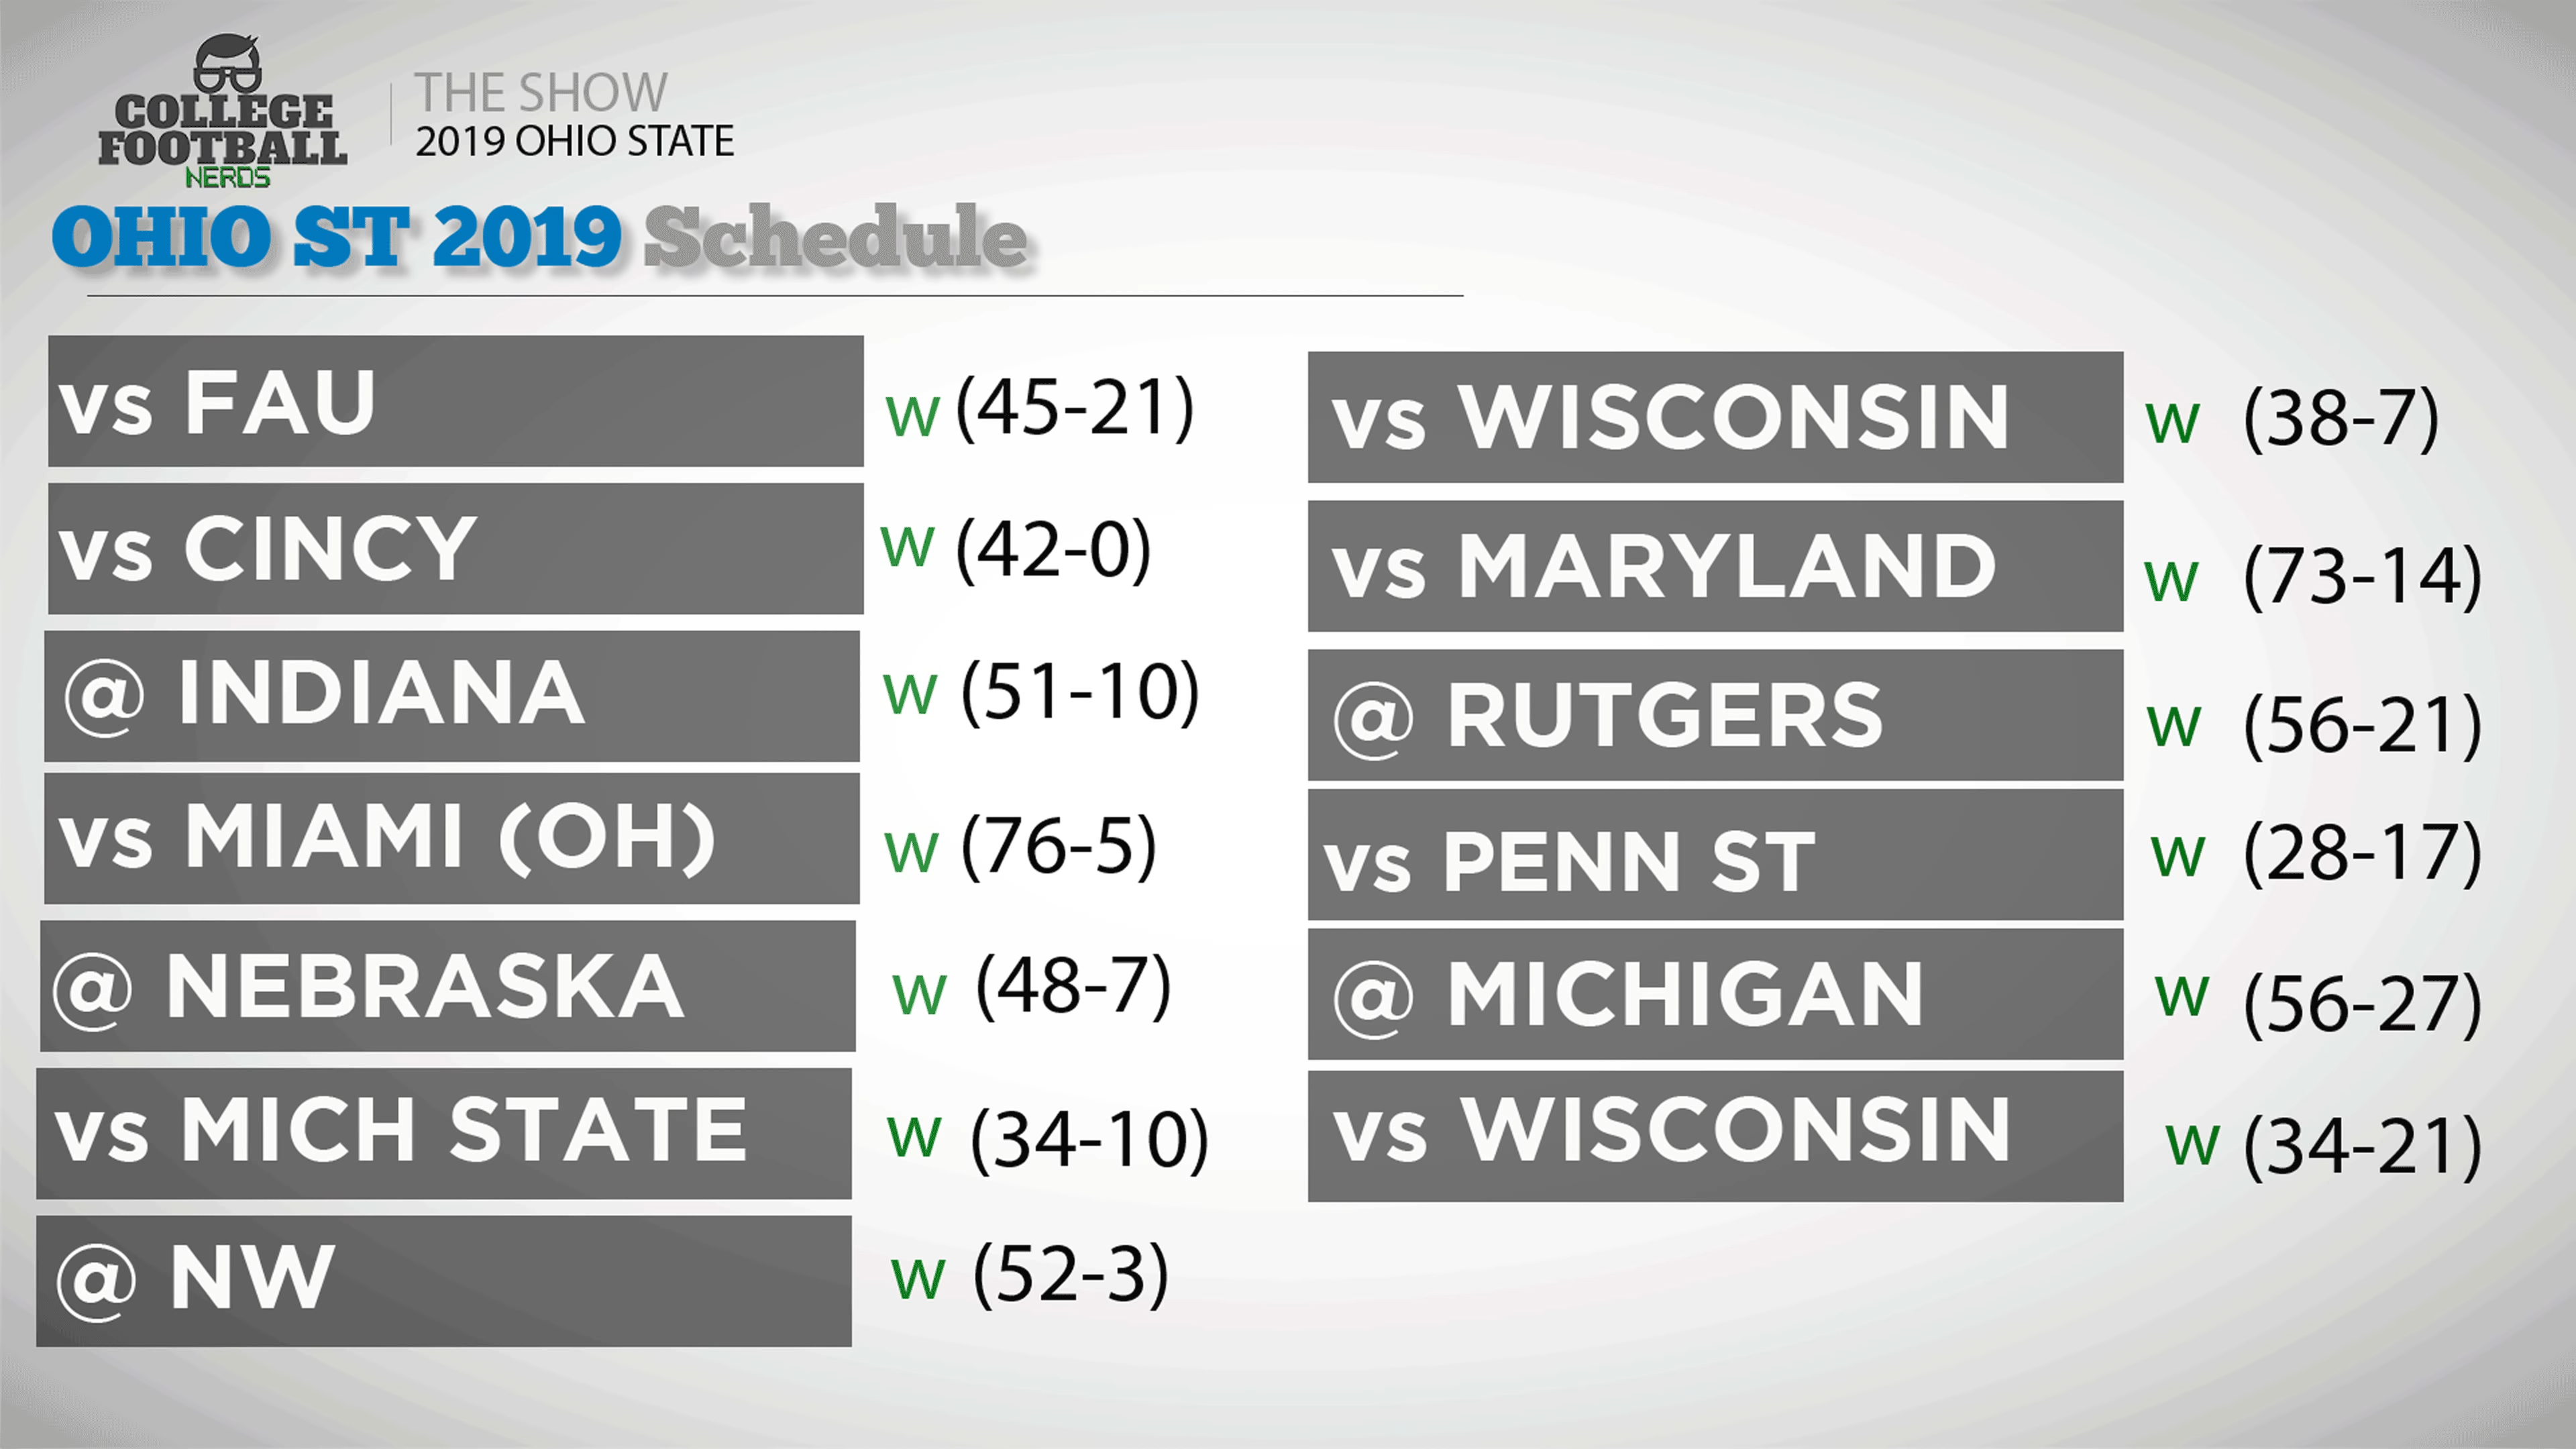 COLLEGE
FOOTBALL
NERDS
THE SHOW
2019 OHIO STATE
OHIO ST 2019 Schedule
vs FAU W (45-21)
vs CINCY W (42-0)
@ INDIANA W (51-10)
vs MIAMI (OH) W (76-5)
@ NEBRASKA W (48-7)
vs MICH STATE W (34-10)
@ NW W (52-3)
vs WISCONSIN W (38-7)
vs MARYLAND W (73-14)
@ RUTGERS W (56-21)
vs PENN ST W (28-17)
@ MICHIGAN W (56-27)
vs WISCONSIN W (34-21)